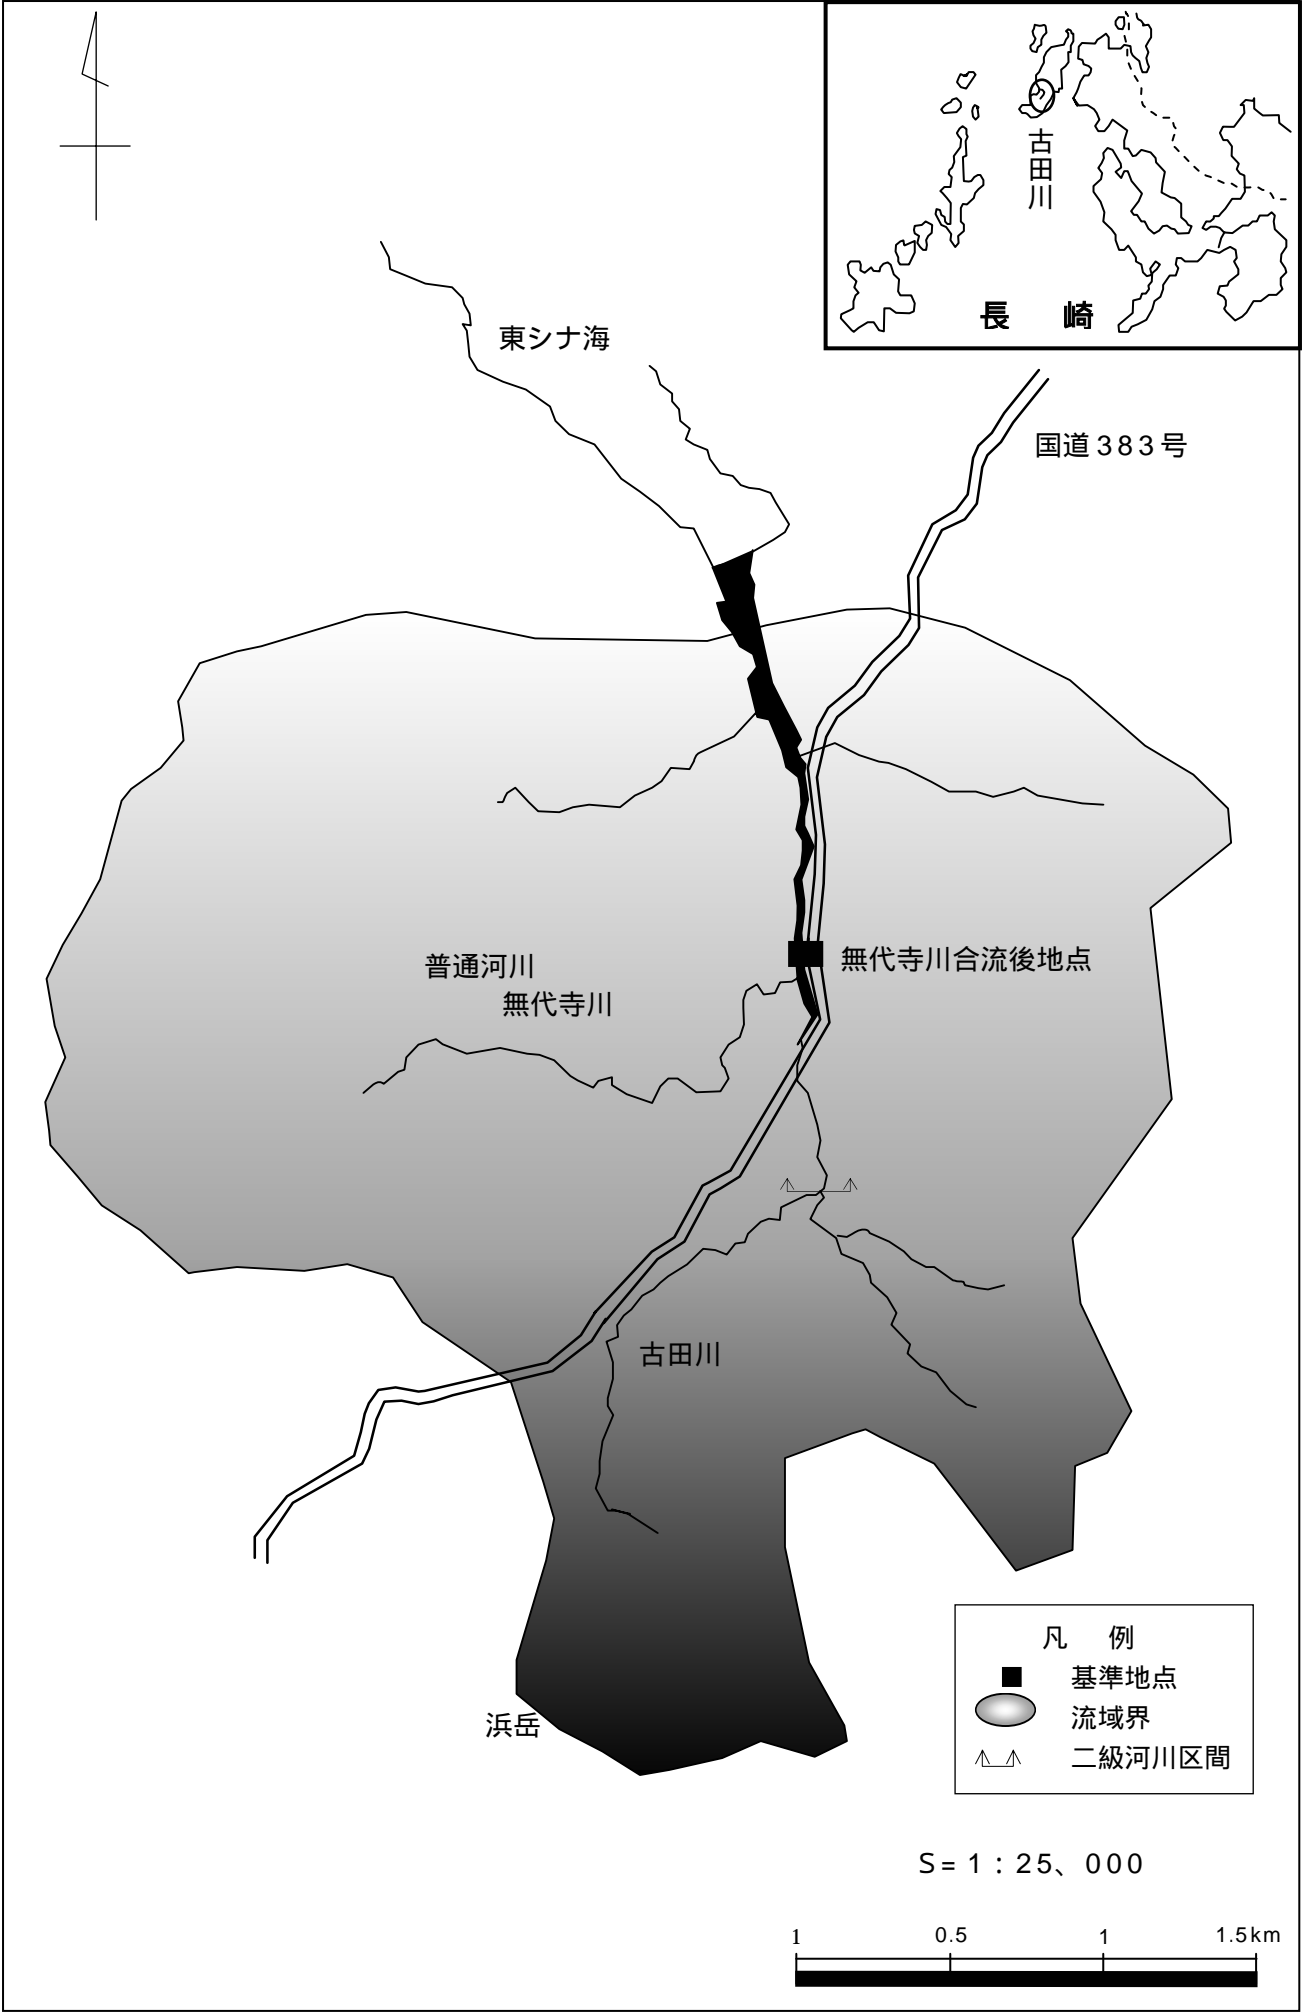 古田川
長 崎
東シナ海
国道383号
普通河川
無代寺川
無代寺川合流後地点
古田川
浜岳
凡 例
基準地点
流域界
二級河川区間
S=1：25、000
1 0.5 1 1.5km